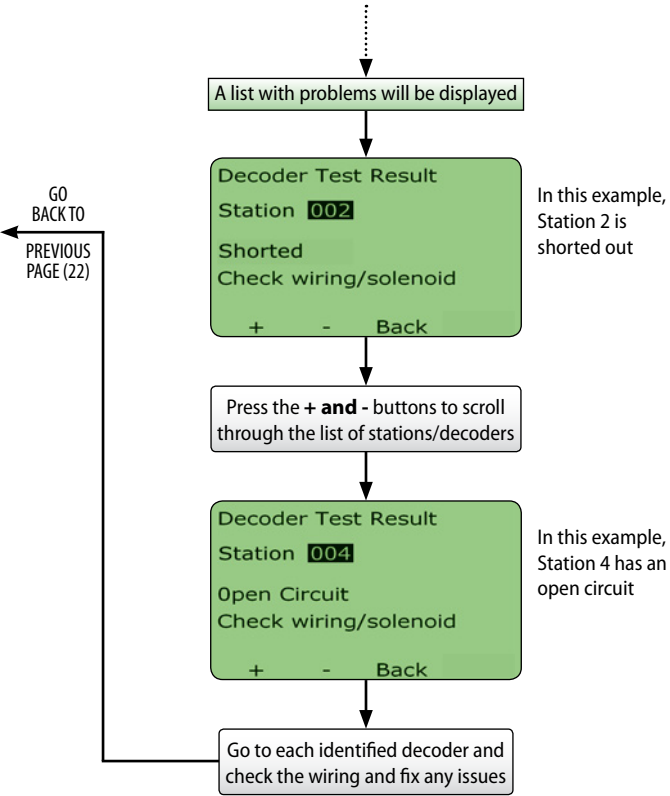 A list with problems will be displayed
Decoder Test Result
Station 002
Shorted
Check wiring/solenoid
+ - Back
In this example,
Station 2 is
shorted out
GO
BACK TO
PREVIOUS
PAGE (22)
Press the + and - buttons to scroll
through the list of stations/decoders
Decoder Test Result
Station 004
Open Circuit
Check wiring/solenoid
+ - Back
In this example,
Station 4 has an
open circuit
Go to each identified decoder and
check the wiring and fix any issues